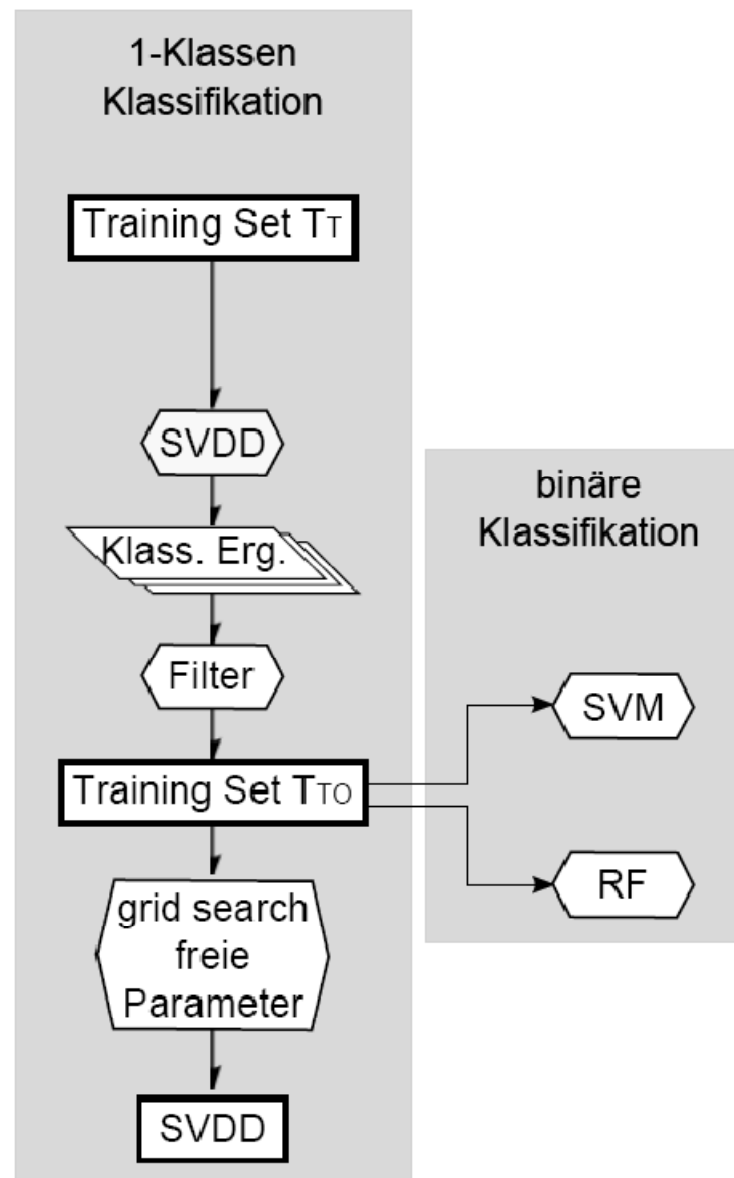 1-Klassen
Klassifikation
Training Set TT
SVDD
Klass. Erg.
Filter
Training Set TTO
grid search
freie
Parameter
SVDD
binäre
Klassifikation
SVM
RF